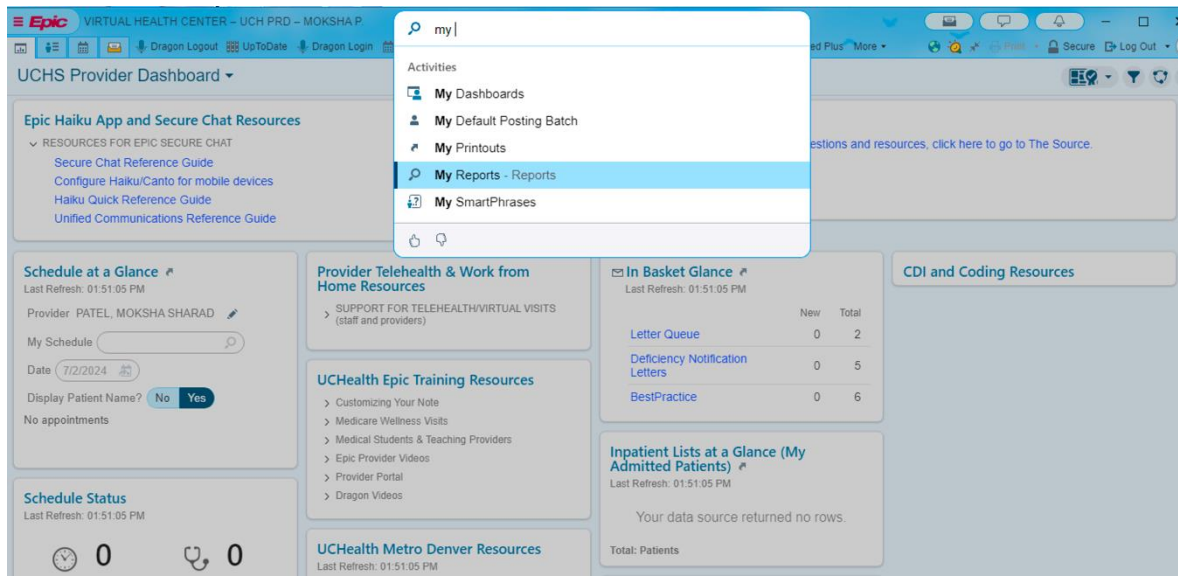 Epic VIRTUAL HEALTH CENTER – UCH PRD – MOKSHA P.
my
Dragon Logout UpToDate Dragon Login ed Plus More Print Secure Log Out
UCHS Provider Dashboard
Activities
My Dashboards
My Default Posting Batch
My Printouts
My Reports - Reports
My SmartPhrases
Epic Haiku App and Secure Chat Resources
RESOURCES FOR EPIC SECURE CHAT
Secure Chat Reference Guide
Configure Haiku/Canto for mobile devices
Haiku Quick Reference Guide
Unified Communications Reference Guide
estions and resources, click here to go to The Source.
Schedule at a Glance
Last Refresh: 01:51:05 PM
Provider PATEL, MOKSHA SHARAD
My Schedule
Date 7/2/2024
Display Patient Name? No Yes
No appointments
Schedule Status
Last Refresh: 01:51:05 PM
0 0
Provider Telehealth & Work from
Home Resources
SUPPORT FOR TELEHEALTH/VIRTUAL VISITS
(staff and providers)
UCHealth Epic Training Resources
Customizing Your Note
Medicare Wellness Visits
Medical Students & Teaching Providers
Epic Provider Videos
Provider Portal
Dragon Videos
UCHealth Metro Denver Resources
Last Refresh: 01:51:05 PM
In Basket Glance
Last Refresh: 01:51:05 PM
New Total
Letter Queue 0 2
Deficiency Notification
Letters 0 5
BestPractice 0 6
Inpatient Lists at a Glance (My
Admitted Patients)
Last Refresh: 01:51:05 PM
Your data source returned no rows.
Total: Patients
CDI and Coding Resources